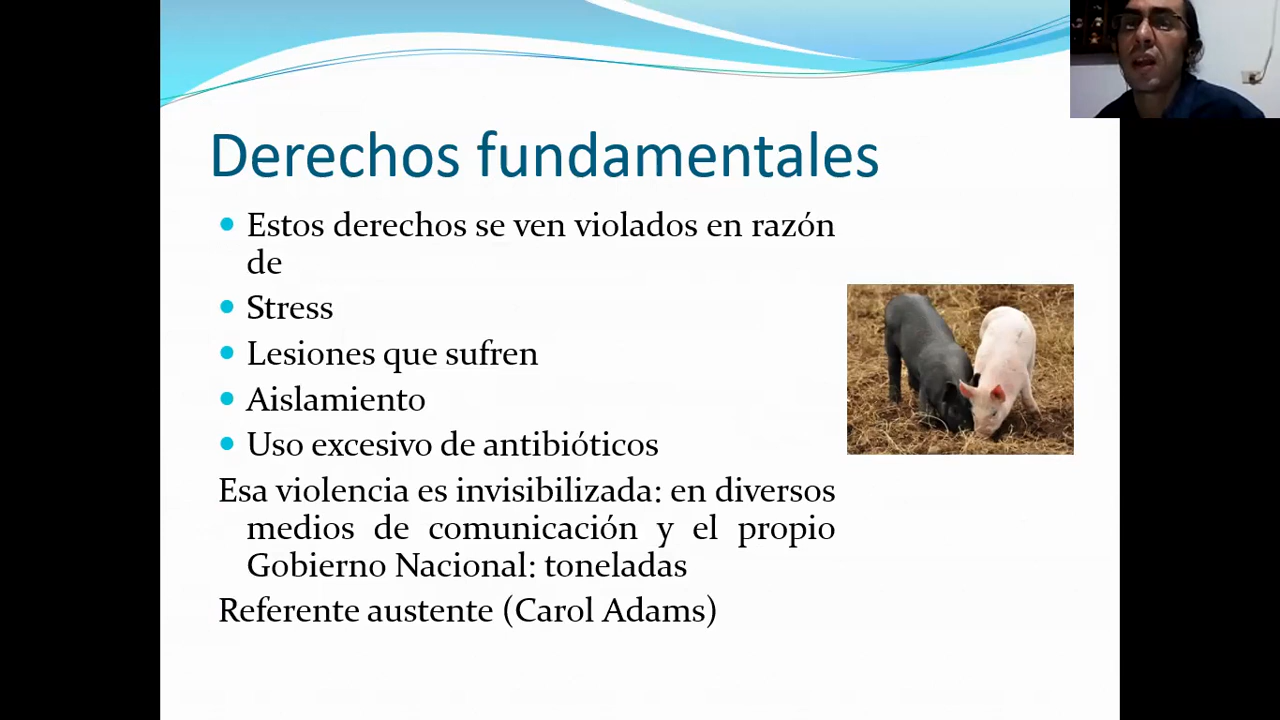 Derechos fundamentales
Estos derechos se ven violados en razón
de
Stress
Lesiones que sufren
Aislamiento
Uso excesivo de antibióticos
Esa violencia es invisibilizada: en diversos
medios de comunicación y el propio
Gobierno Nacional: toneladas
Referente austente (Carol Adams)